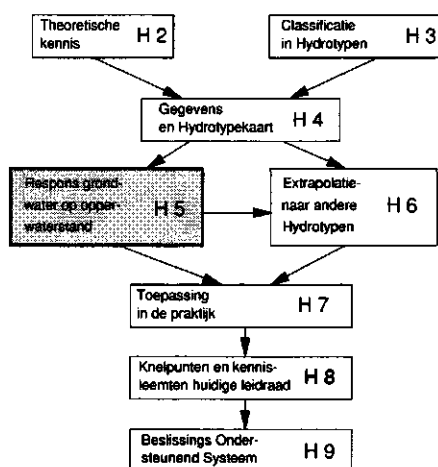 Theoretische
kennis
H 2
Classificatie
in Hydrotypen
H 3
Gegevens
en Hydrotypekaart
H 4
Respons grond-
water op opper-
waterstand
H 5
Extrapolatie-
naar andere
Hydrotypen
H 6
Toepassing
in de praktijk
H 7
Knelpunten en kennis-
leemten huidige leidraad
H 8
Beslissings Onder-
steunend Systeem
H 9